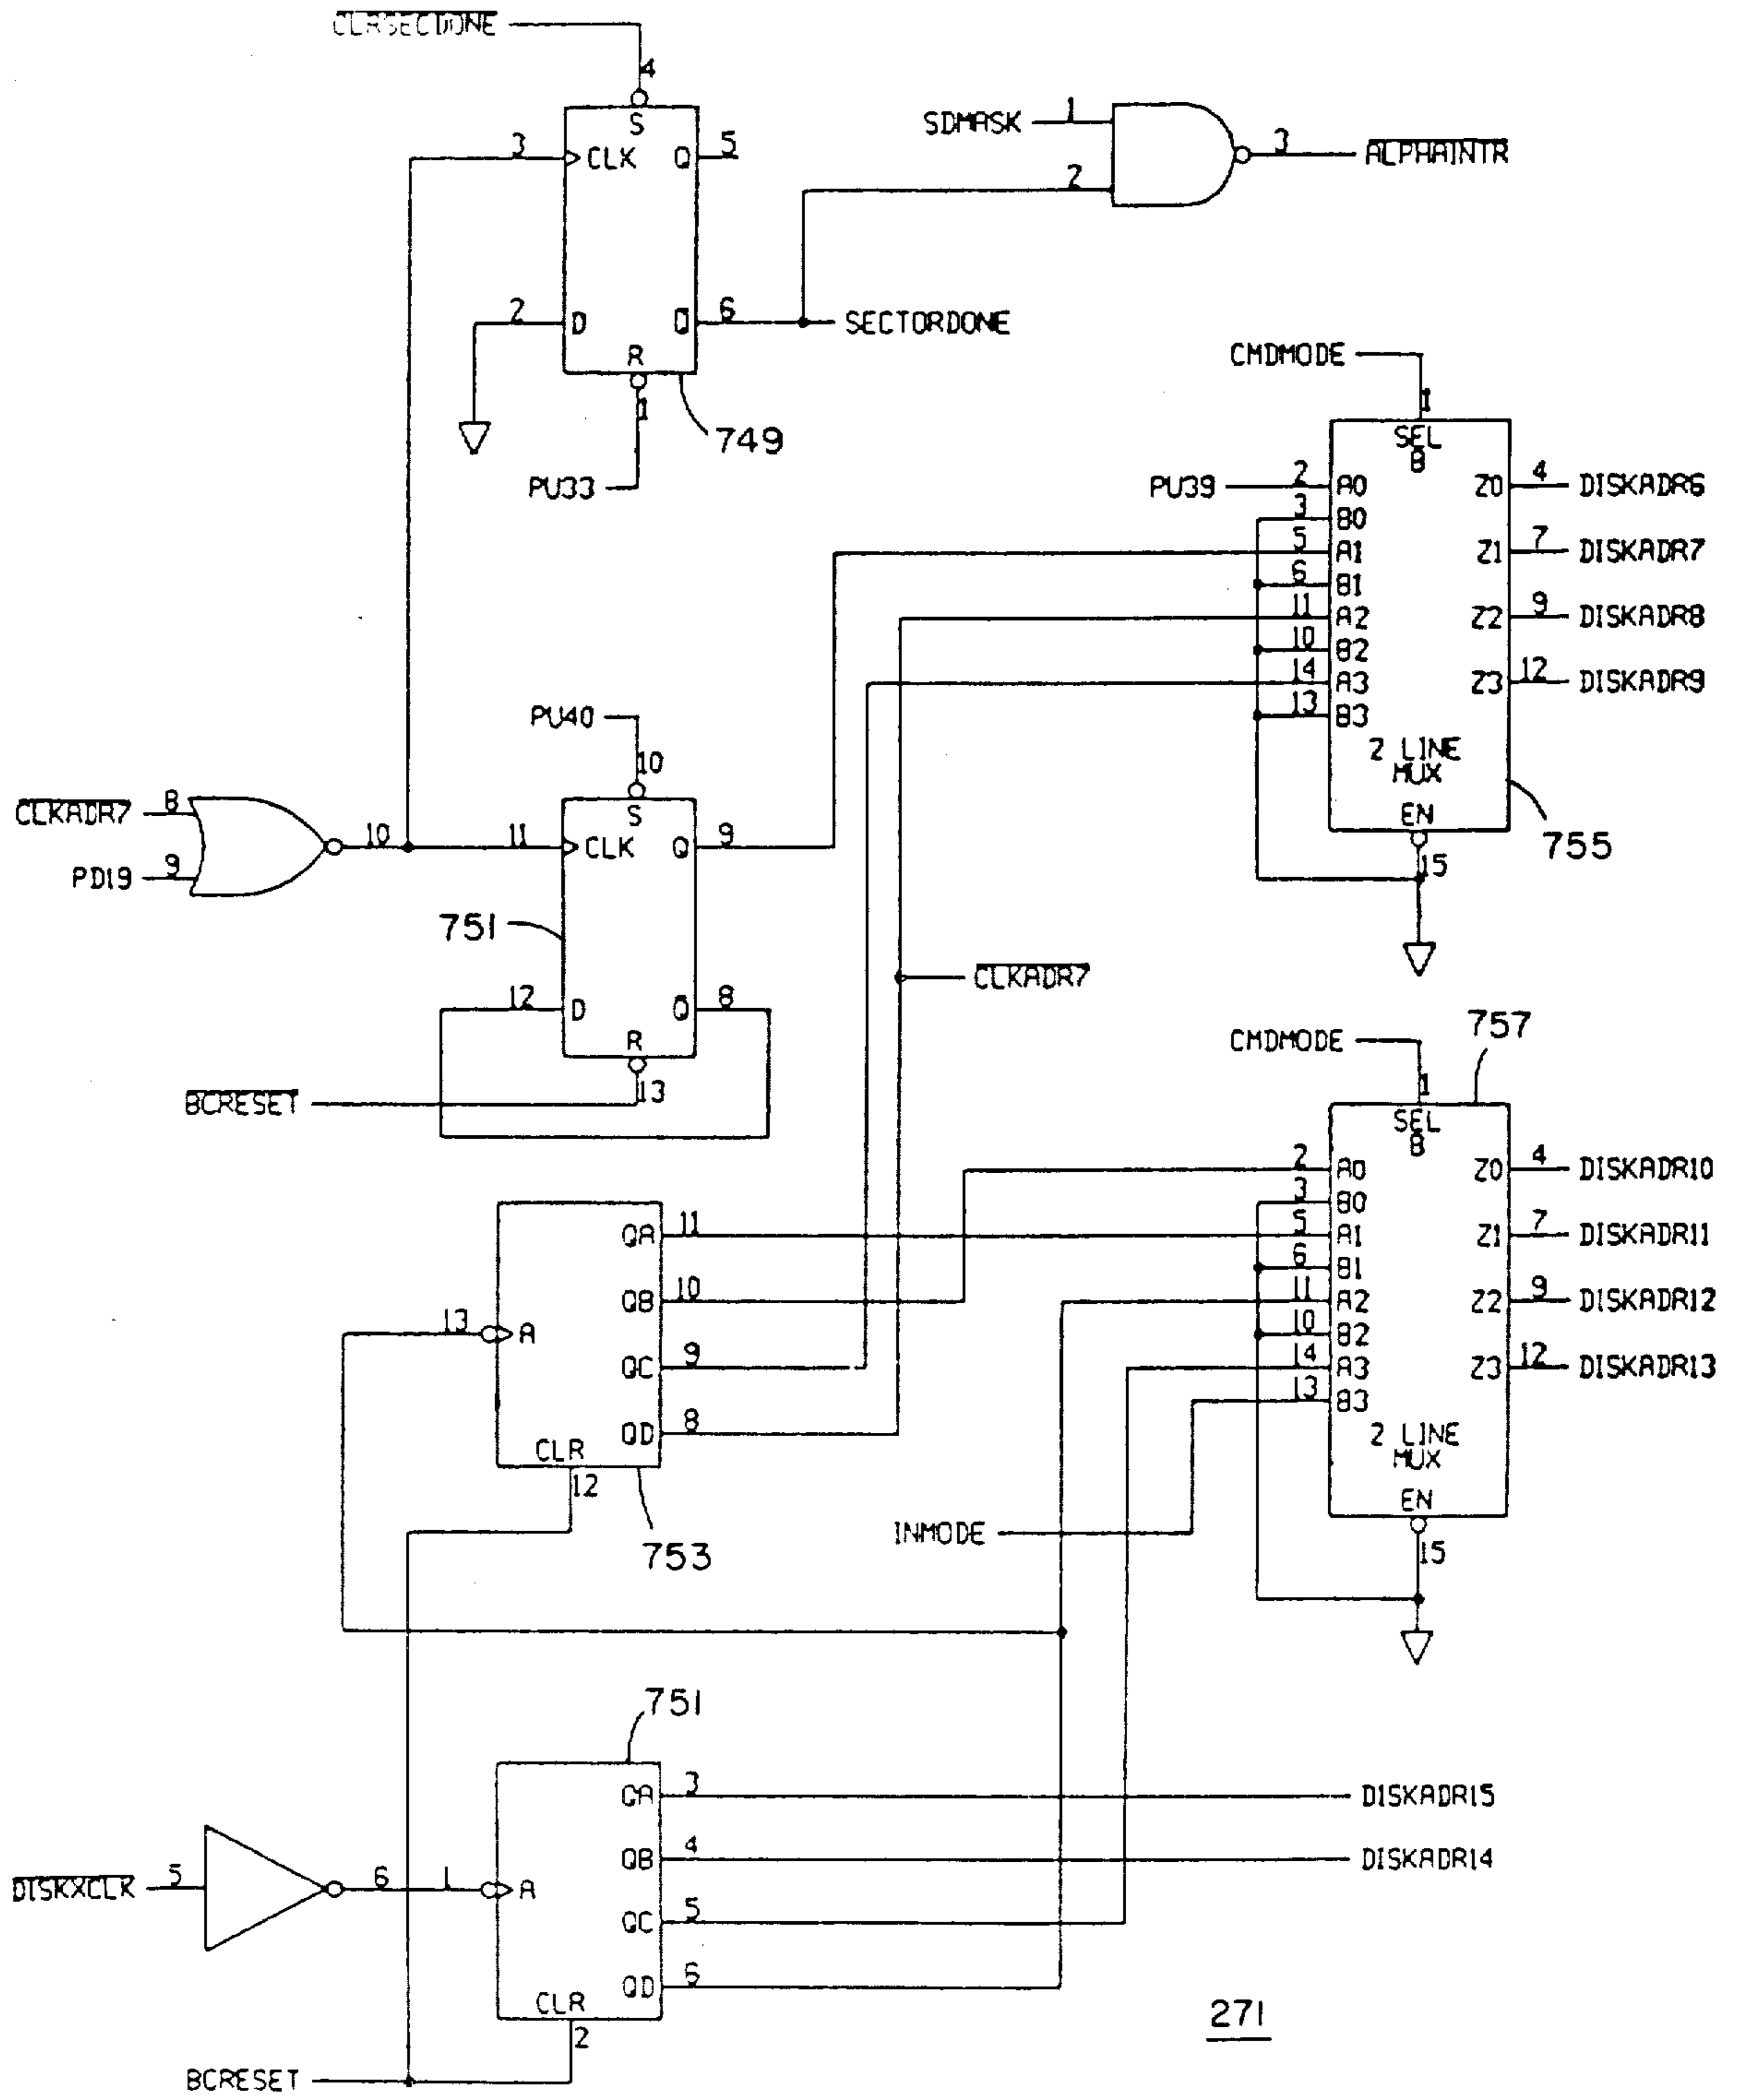 CLRSECDONE
4
S
3
CLK
Q
5
2
D
Q
6
SECTORDONE
R
1
749
PU33
SDMASK
1
2
3
ALPHAINTR
CMDMODE
1
SEL
B
PU39
2
A0
3
B0
5
A1
6
B1
11
A2
10
B2
14
A3
13
B3
Z0
4
DISKADR6
Z1
7
DISKADR7
Z2
9
DISKADR8
Z3
12
DISKADR9
2 LINE
MUX
EN
15
755
PU40
10
S
CLKADR7
8
PD19
9
10
11
CLK
Q
9
751
12
D
Q
8
R
13
BCRESET
CLKADR7
CMDMODE
757
1
SEL
B
2
A0
3
B0
5
A1
6
B1
11
A2
10
B2
14
A3
13
B3
Z0
4
DISKADR10
Z1
7
DISKADR11
Z2
9
DISKADR12
Z3
12
DISKADR13
2 LINE
MUX
EN
15
INMODE
13
A
QA
11
QB
10
QC
9
QD
8
CLR
12
753
751
DISKXCLK
5
6
1
A
QA
3
DISKADR15
QB
4
DISKADR14
QC
5
QD
6
CLR
2
BCRESET
271